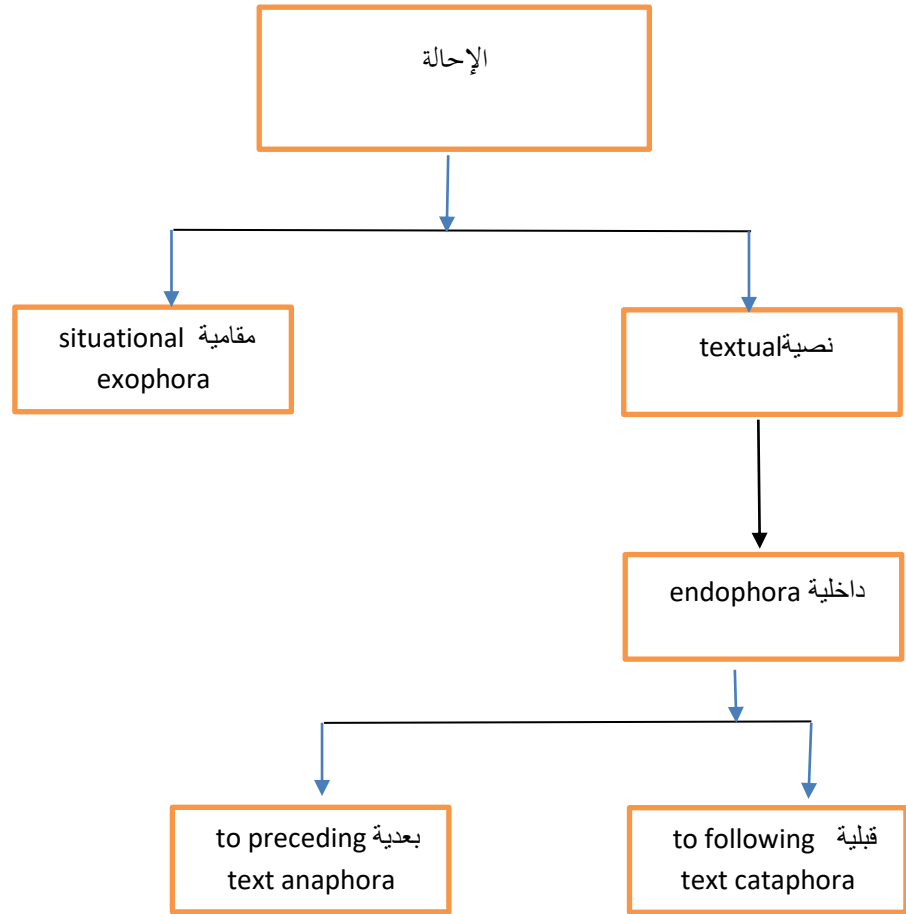 الإحالة
مقامية situational
exophora
نصيةtextual
داخلية endophora
بعدية to preceding
text anaphora
قبلية to following
text cataphora